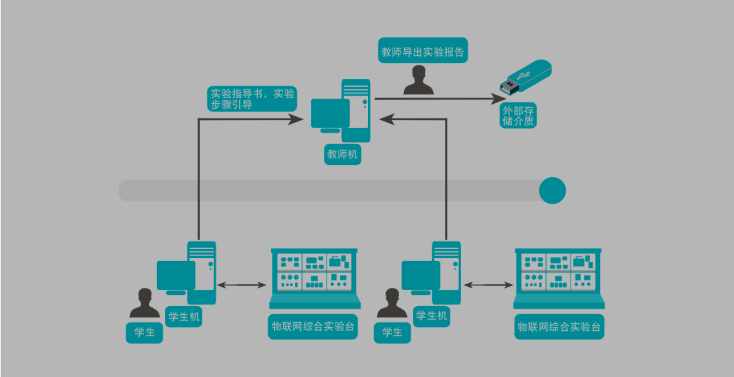 教师导出实验报告
实验指导书、实验
步骤引导
外部存
储介质
教师机
学生机
学生
物联网综合实验台
学生机
学生
物联网综合实验台